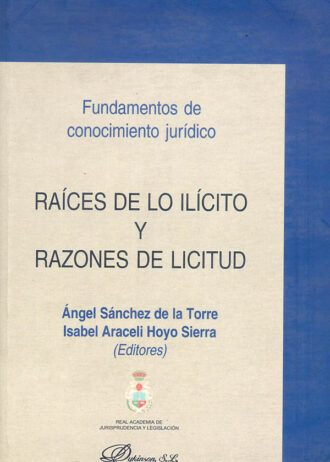 Fundamentos de
conocimiento jurídico
RAÍCES DE LO ILÍCITO
Y
RAZONES DE LICITUD
Ángel Sánchez de la Torre
Isabel Araceli Hoyo Sierra
(Editores)
REAL ACADEMIA DE
JURISPRUDENCIA Y LEGISLACIÓN
Dykinson, S.L.